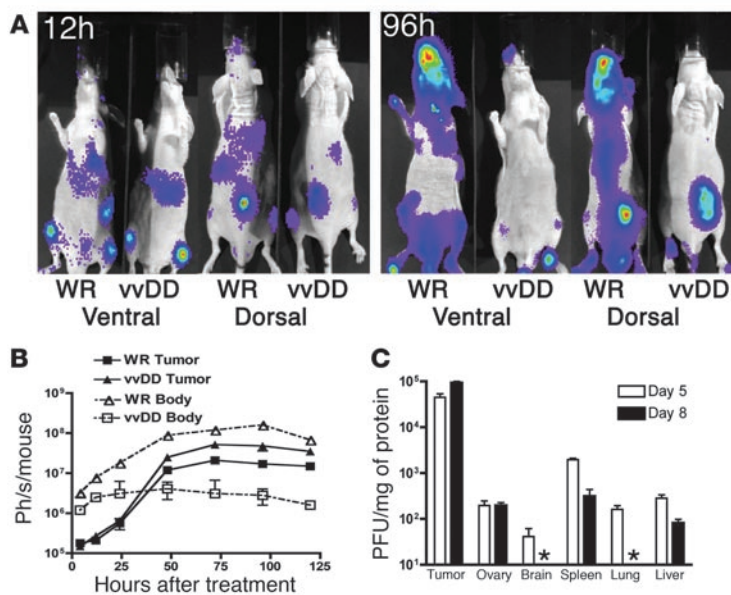 A
12h
96h
WR vvDD WR vvDD
Ventral Dorsal
WR vvDD WR vvDD
Ventral Dorsal
B
WR Tumor
vvDD Tumor
WR Body
vvDD Body
Ph/s/mouse
10⁹
10⁸
10⁷
10⁶
10⁵
0 25 50 75 100 125
Hours after treatment
C
Day 5
Day 8
PFU/mg of protein
10⁵
10⁴
10³
10²
10¹
*
*
Tumor Ovary Brain Spleen Lung Liver